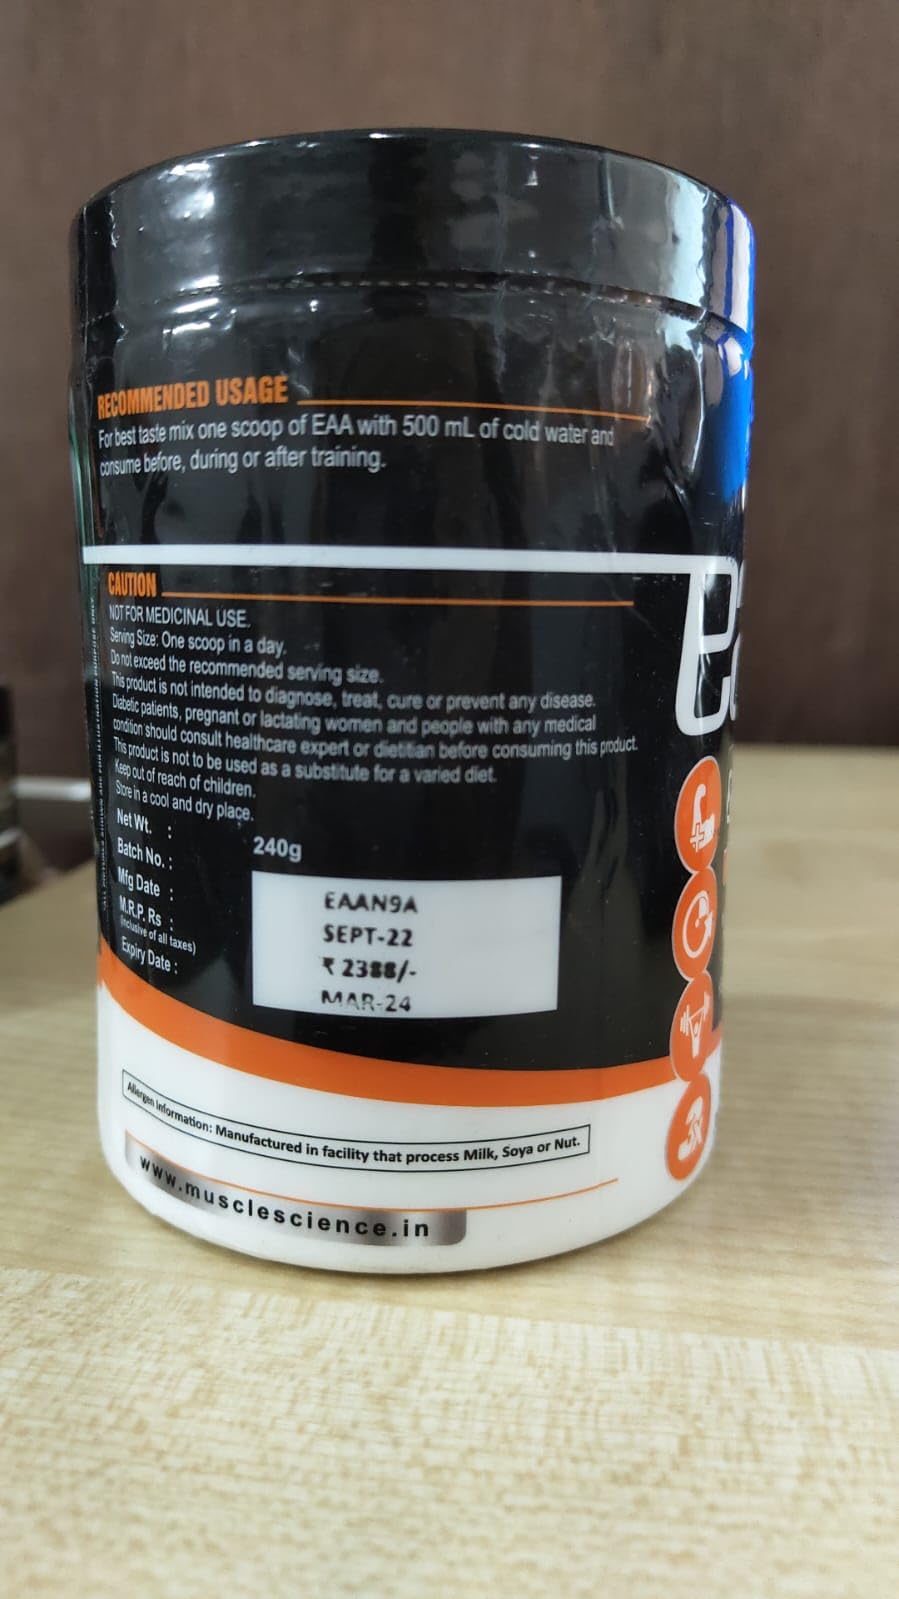 RECOMMENDED USAGE
For best taste mix one scoop of EAA with 500 mL of cold water and
consume before, during or after training.
CAUTION
NOT FOR MEDICINAL USE.
Serving Size: One scoop in a day.
Do not exceed the recommended serving size.
This product is not intended to diagnose, treat, cure or prevent any disease.
Diabetic patients, pregnant or lactating women and people with any medical
condition should consult healthcare expert or dietitian before consuming this product.
This product is not to be used as a substitute for a varied diet.
Keep out of reach of children.
Store in a cool and dry place.
Net Wt. : 240g
Batch No. : EAAN9A
Mfg Date : SEPT-22
M.R.P. Rs : ₹ 2388/-
(inclusive of all taxes)
Expiry Date : MAR-24
Allergen Information: Manufactured in facility that process Milk, Soya or Nut.
www.musclescience.in
3x